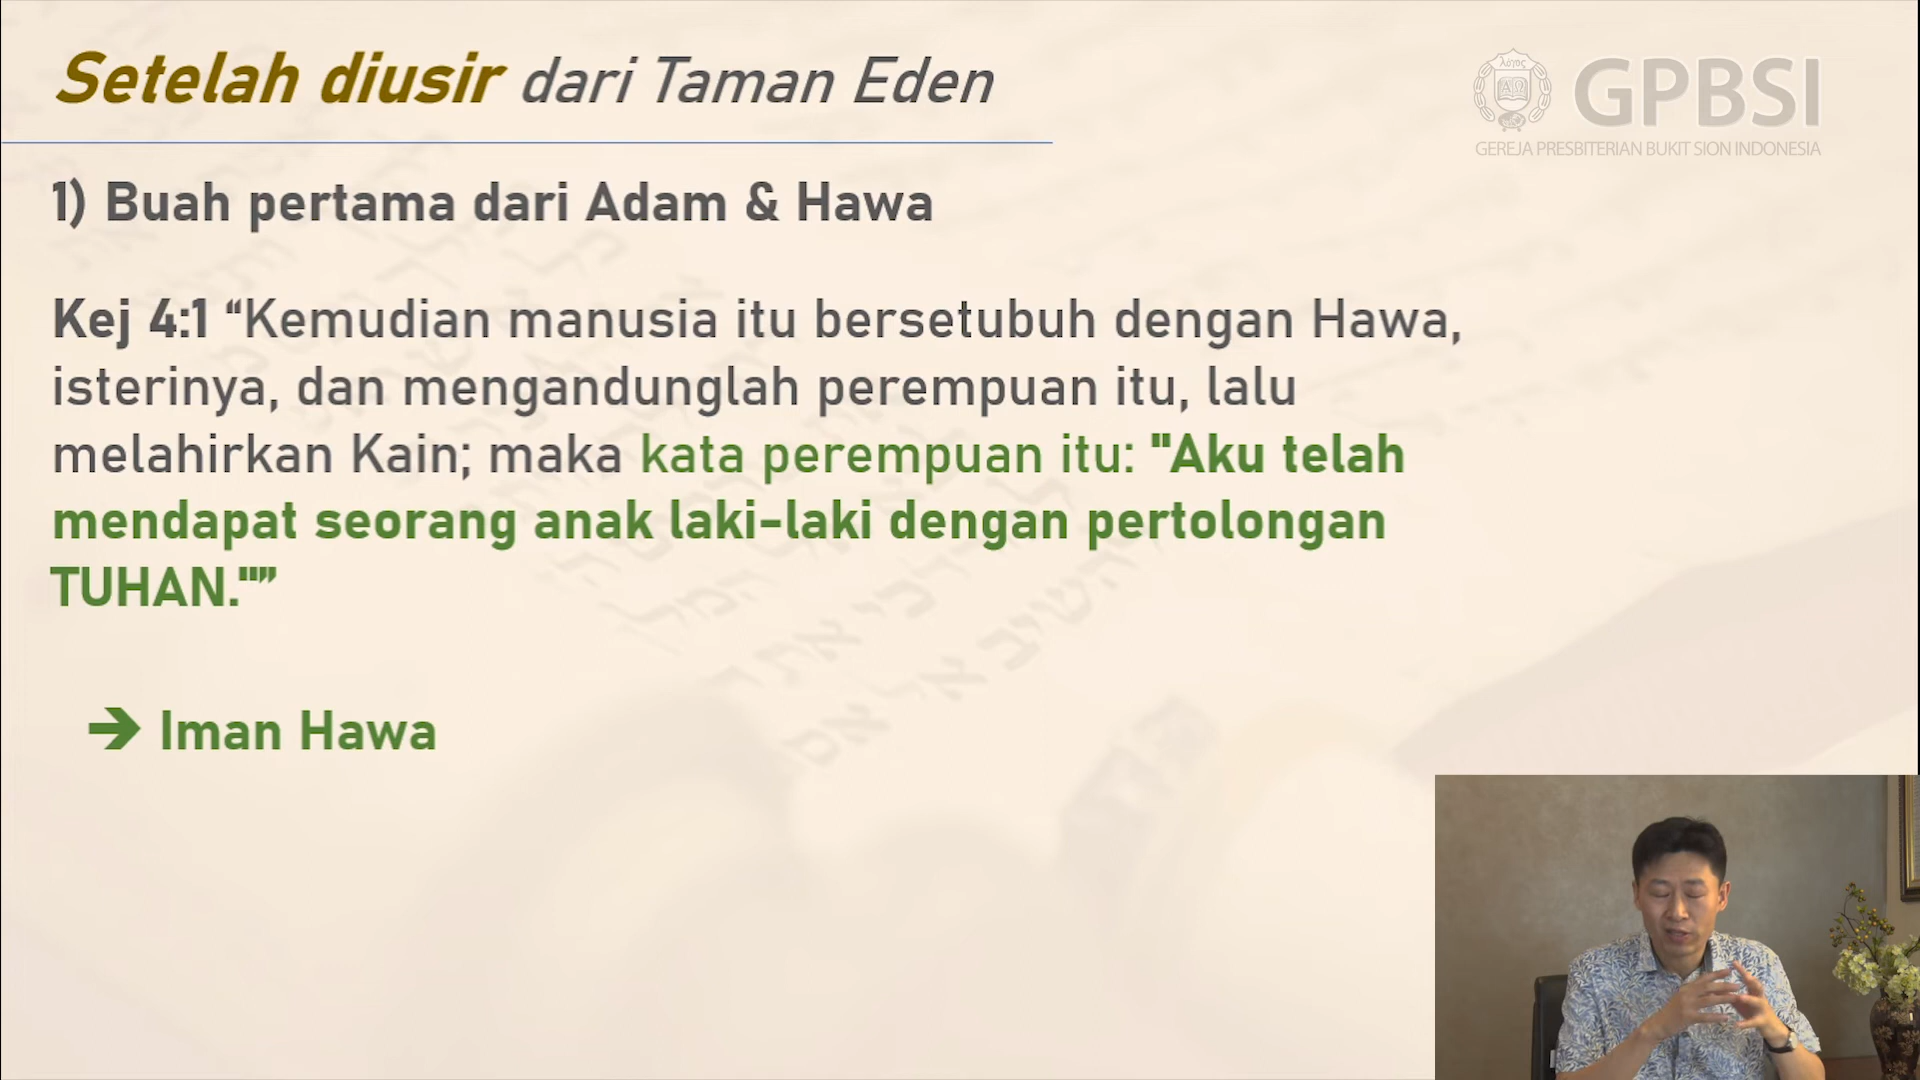 Setelah diusir dari Taman Eden
λόγος
ΑΩ
GPBSI
GEREJA PRESBITERIAN BUKIT SION INDONESIA
1) Buah pertama dari Adam & Hawa
Kej 4:1 “Kemudian manusia itu bersetubuh dengan Hawa,
isterinya, dan mengandunglah perempuan itu, lalu
melahirkan Kain; maka kata perempuan itu: "Aku telah
mendapat seorang anak laki-laki dengan pertolongan
TUHAN."”
➔ Iman Hawa